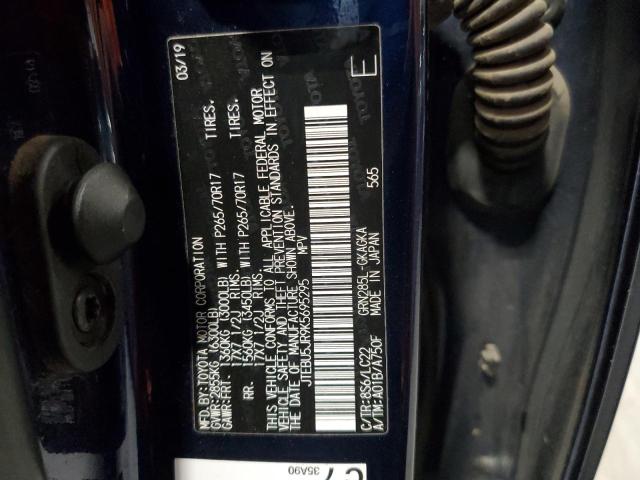 MFD. BY:TOYOTA MOTOR CORPORATION 03/19
GVWR:2855KG (6300LB)
GAWR:FRT. 1360KG (3000LB) WITH P265/70R17 TIRES.
17X7 1/2J RIMS.
RR. 1560KG (3450LB) WITH P265/70R17 TIRES.
17X7 1/2J RIMS.
THIS VEHICLE CONFORMS TO ALL APPLICABLE FEDERAL MOTOR
VEHICLE SAFETY AND THEFT PREVENTION STANDARDS IN EFFECT ON
THE DATE OF MANUFACTURE SHOWN ABOVE.
JTEBU5JR9K5695295 MPV
E
565
C/TR:8S6/LC22 GRN285L-GKAGKA
A/TM:A01B/A750F MADE IN JAPAN
35A90